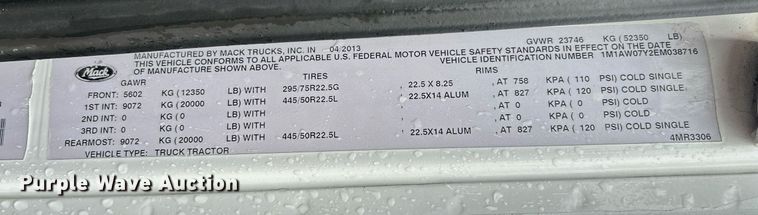 MANUFACTURED BY MACK TRUCKS, INC. IN 04/2013 GVWR 23746 KG (52350 LB)
THIS VEHICLE CONFORMS TO ALL APPLICABLE U.S. FEDERAL MOTOR VEHICLE SAFETY STANDARDS IN EFFECT ON THE DATE
OF MANUFACTURE SHOWN ABOVE. VEHICLE IDENTIFICATION NUMBER 1M1AW07Y2EM038716
Mack
GAWR TIRES RIMS
FRONT: 5602 KG (12350 LB) WITH 295/75R22.5G , 22.5 X 8.25 , AT 758 KPA ( 110 PSI) COLD SINGLE
1ST INT: 9072 KG (20000 LB) WITH 445/50R22.5L , 22.5X14 ALUM , AT 827 KPA ( 120 PSI) COLD SINGLE,
2ND INT: 0 KG (0 LB) WITH , , AT 0 KPA ( 0 PSI) COLD
3RD INT: 0 KG (0 LB) WITH , , AT 0 KPA ( 0 PSI) COLD
REARMOST: 9072 KG (20000 LB) WITH 445/50R22.5L , 22.5X14 ALUM , AT 827 KPA ( 120 PSI) COLD SINGLE
VEHICLE TYPE: TRUCK TRACTOR 4MR3306
Purple Wave Auction